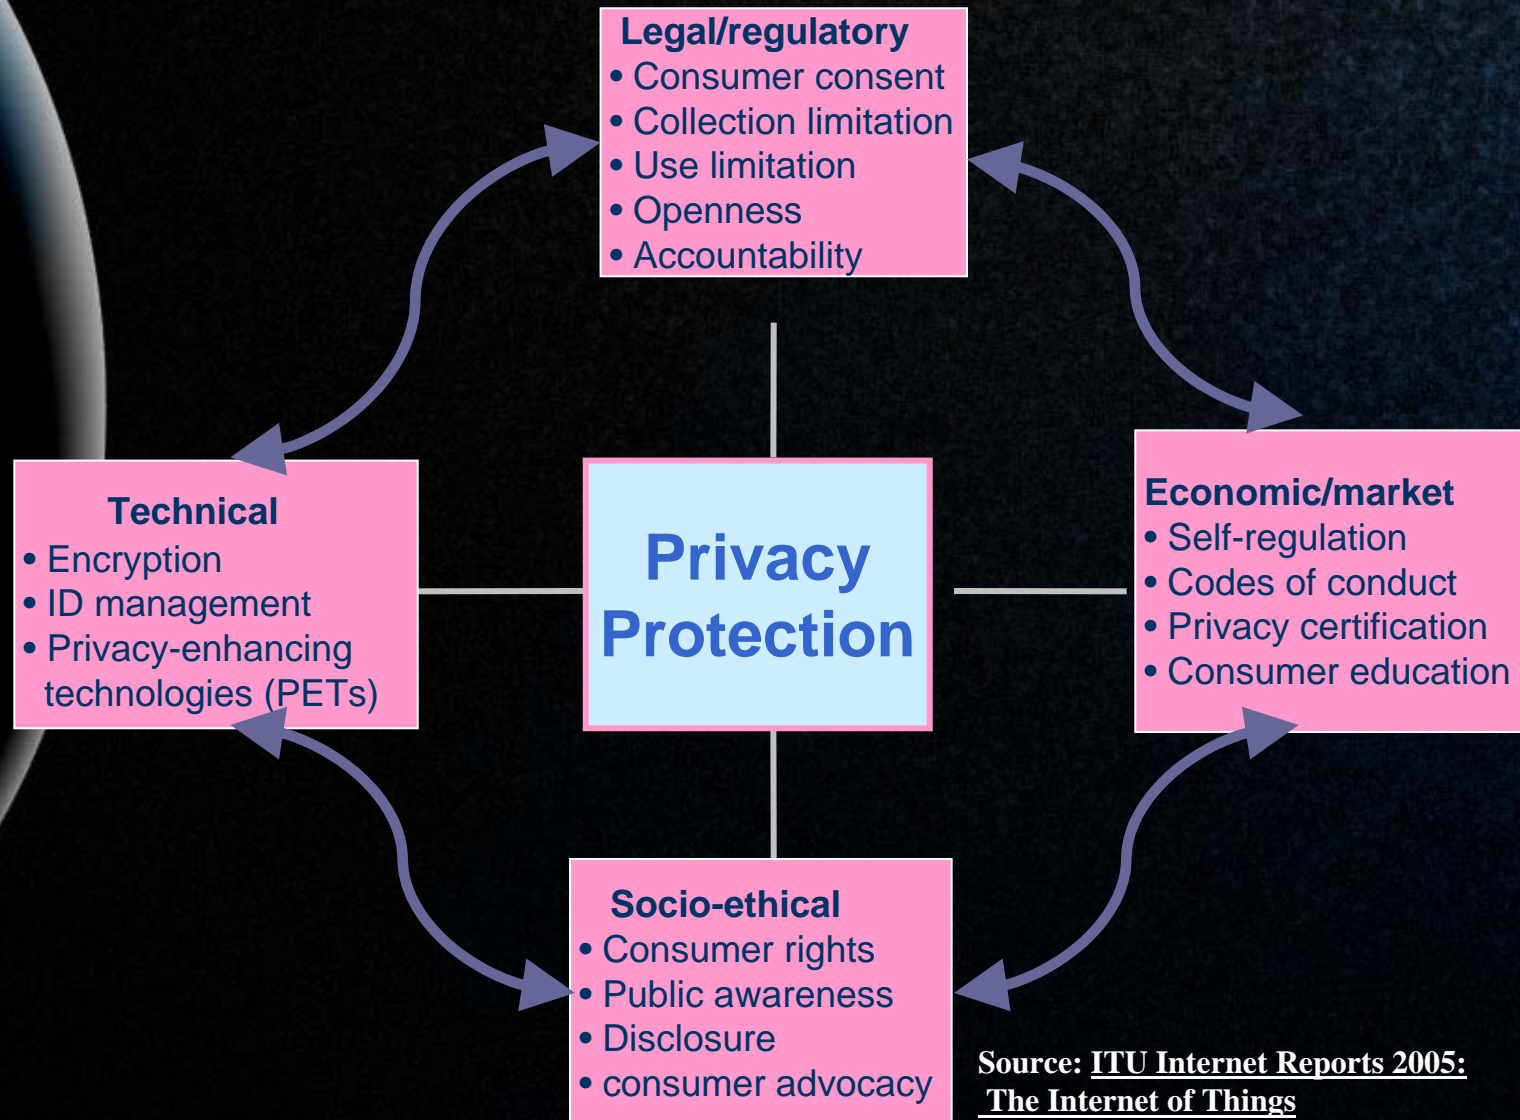 Legal/regulatory
• Consumer consent
• Collection limitation
• Use limitation
• Openness
• Accountability
Technical
• Encryption
• ID management
• Privacy-enhancing
technologies (PETs)
Privacy
Protection
Economic/market
• Self-regulation
• Codes of conduct
• Privacy certification
• Consumer education
Socio-ethical
• Consumer rights
• Public awareness
• Disclosure
• consumer advocacy
Source: ITU Internet Reports 2005:
The Internet of Things